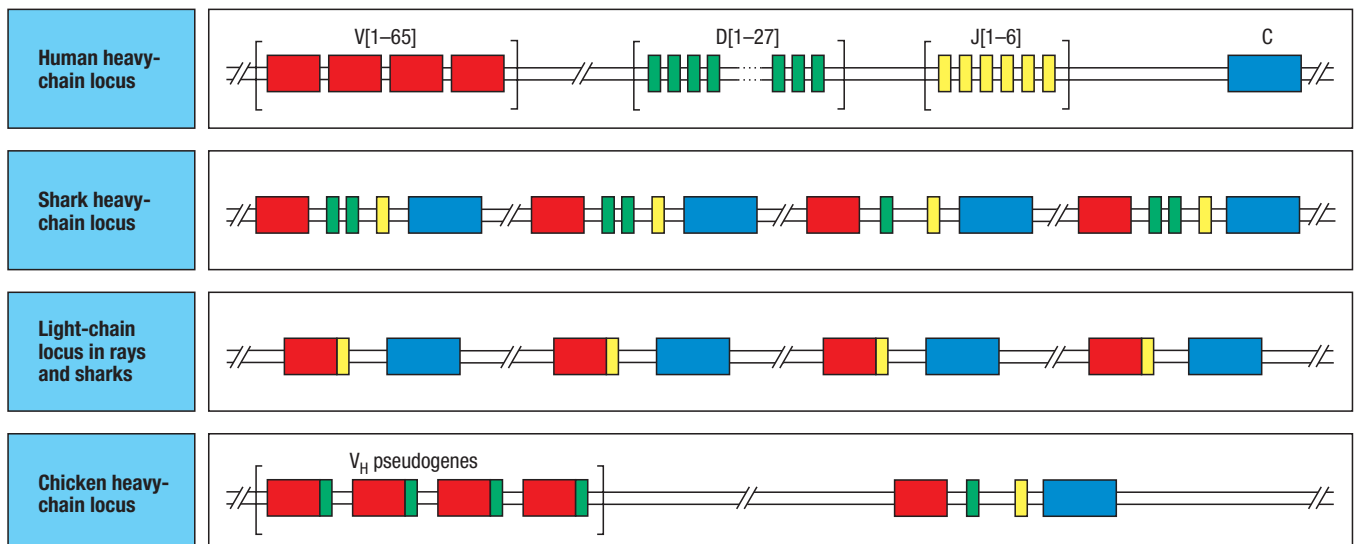 Human heavy-
chain locus
V[1–65]
D[1–27]
J[1–6]
C
Shark heavy-
chain locus
Light-chain
locus in rays
and sharks
Chicken heavy-
chain locus
V_H pseudogenes